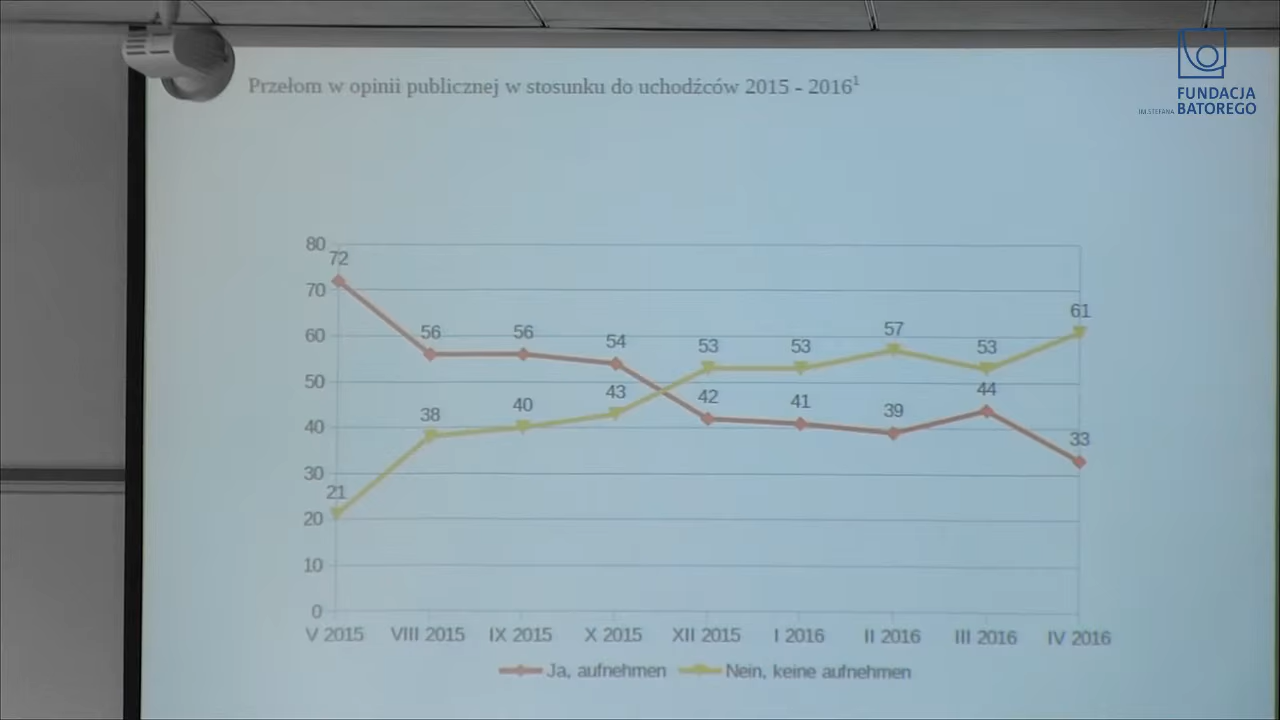 Przełom w opinii publicznej w stosunku do uchodźców 2015 - 2016¹
FUNDACJA
IM. STEFANA BATOREGO
80
72
70
60
50
40
30
20
10
0
56
56
54
53
53
57
53
61
38
40
43
42
41
39
44
33
21
V 2015
VIII 2015
IX 2015
X 2015
XII 2015
I 2016
II 2016
III 2016
IV 2016
Ja, aufnehmen
Nein, keine aufnehmen